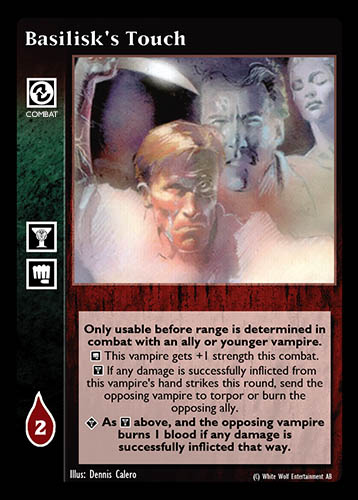 Basilisk's Touch
COMBAT
Only usable before range is determined in
combat with an ally or younger vampire.
This vampire gets +1 strength this combat.
If any damage is successfully inflicted from
this vampire's hand strikes this round, send the
opposing vampire to torpor or burn the
opposing ally.
As above, and the opposing vampire
burns 1 blood if any damage is
successfully inflicted that way.
2
Illus: Dennis Calero
(C) White Wolf Entertainment AB